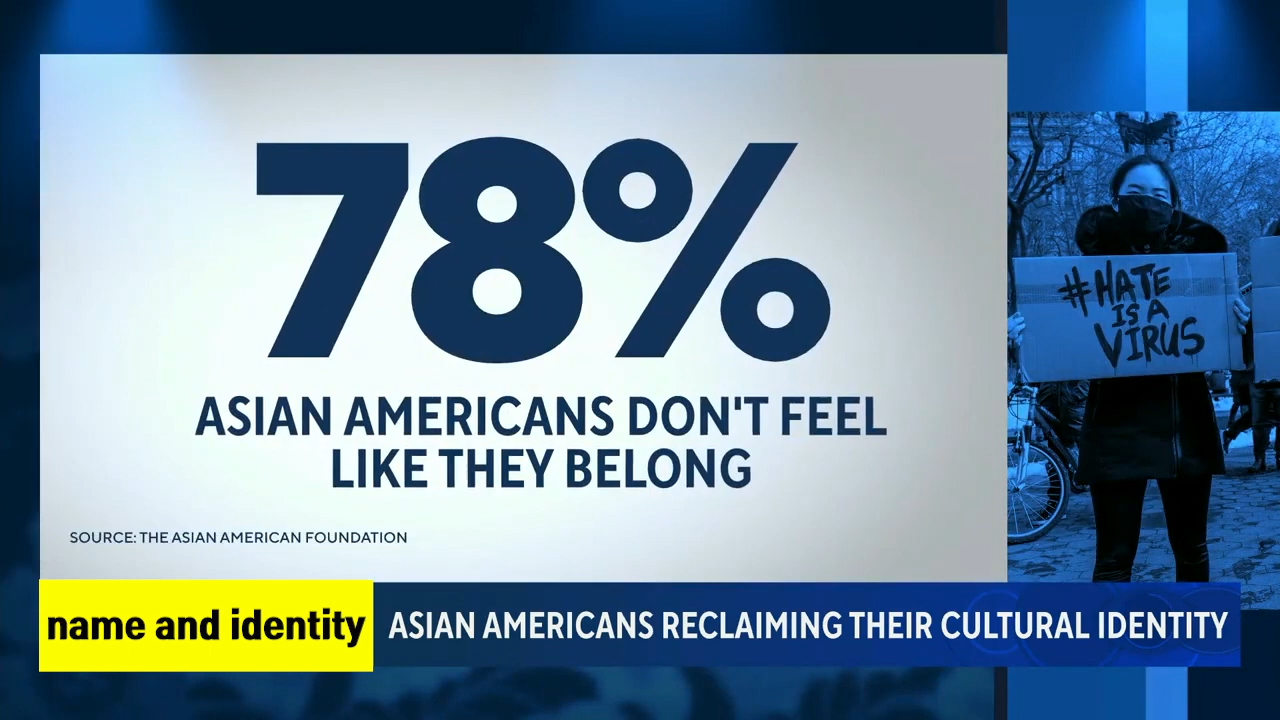 78%
ASIAN AMERICANS DON'T FEEL
LIKE THEY BELONG
SOURCE: THE ASIAN AMERICAN FOUNDATION
#HATE
IS A
VIRUS
name and identity
ASIAN AMERICANS RECLAIMING THEIR CULTURAL IDENTITY